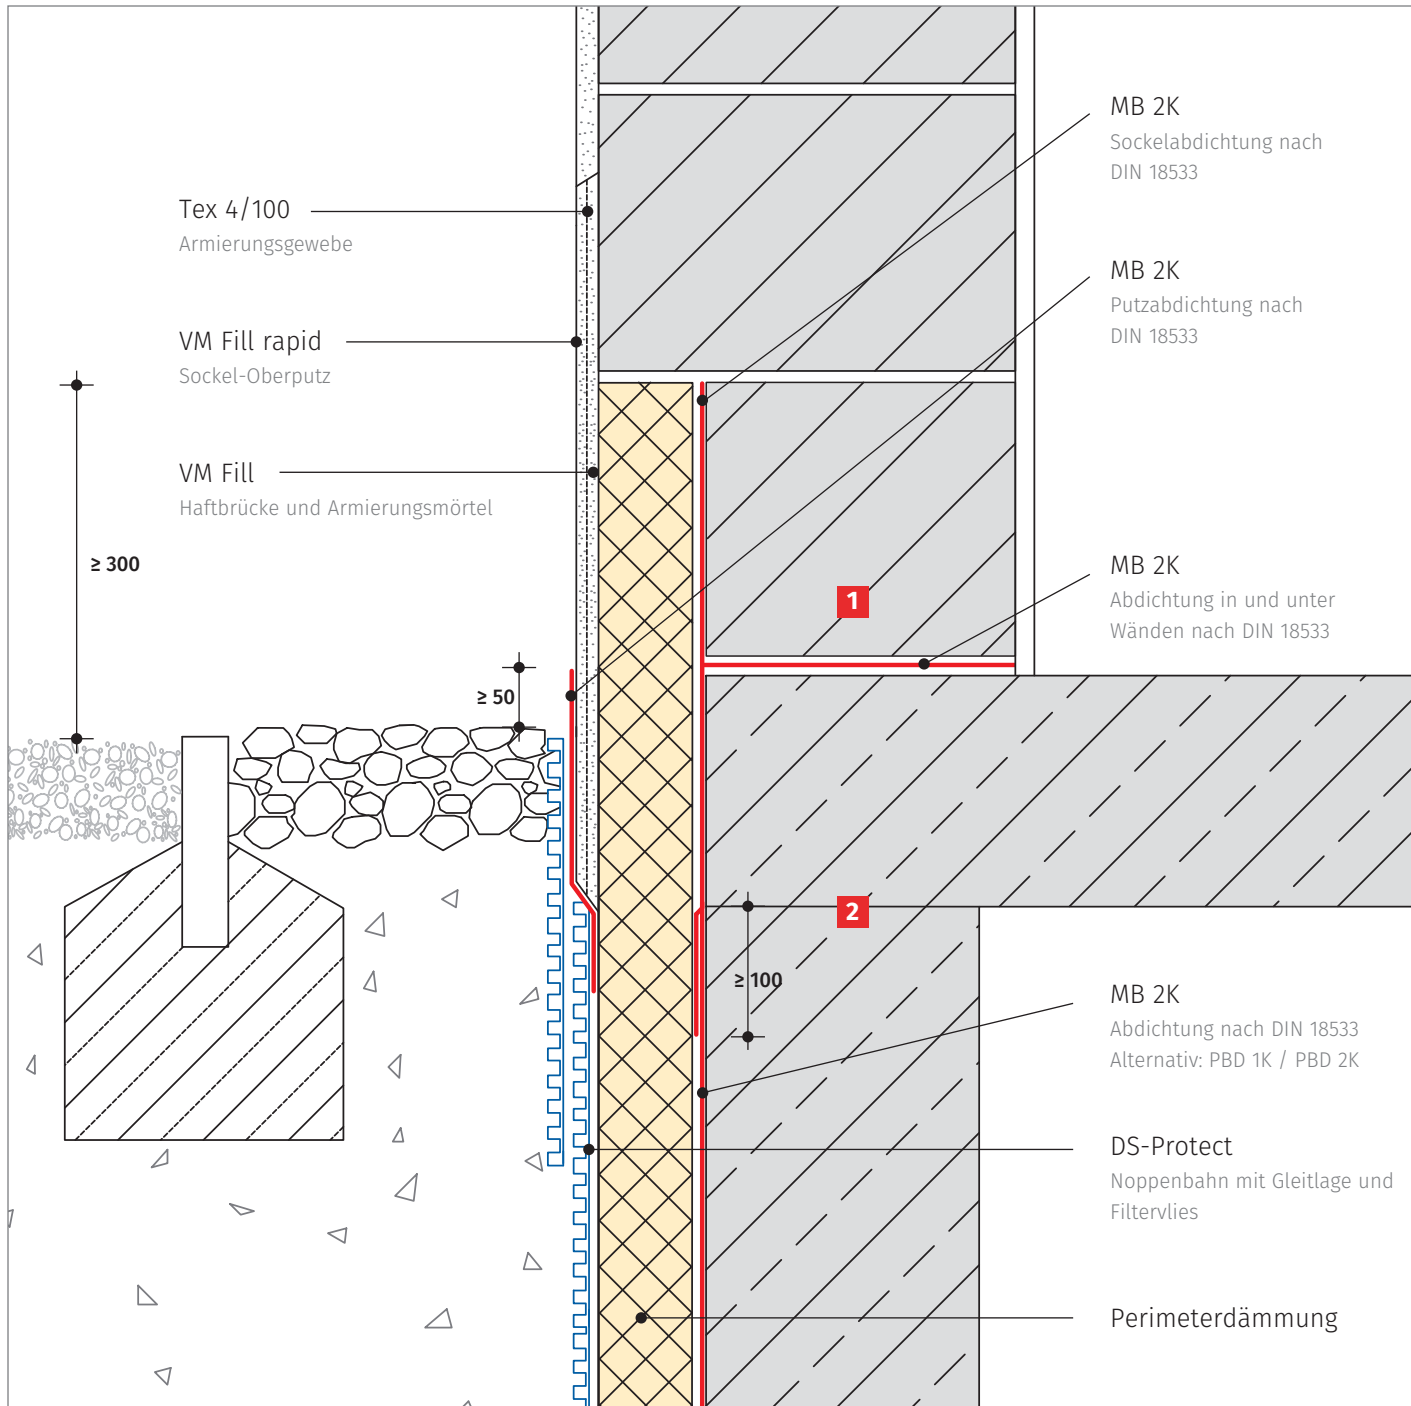 Tex 4/100
Armierungsgewebe
VM Fill rapid
Sockel-Oberputz
VM Fill
Haftbrücke und Armierungsmörtel
≥ 300
≥ 50
≥ 100
1
2
MB 2K
Sockelabdichtung nach
DIN 18533
MB 2K
Putzabdichtung nach
DIN 18533
MB 2K
Abdichtung in und unter
Wänden nach DIN 18533
MB 2K
Abdichtung nach DIN 18533
Alternativ: PBD 1K / PBD 2K
DS-Protect
Noppenbahn mit Gleitlage und
Filtervlies
Perimeterdämmung